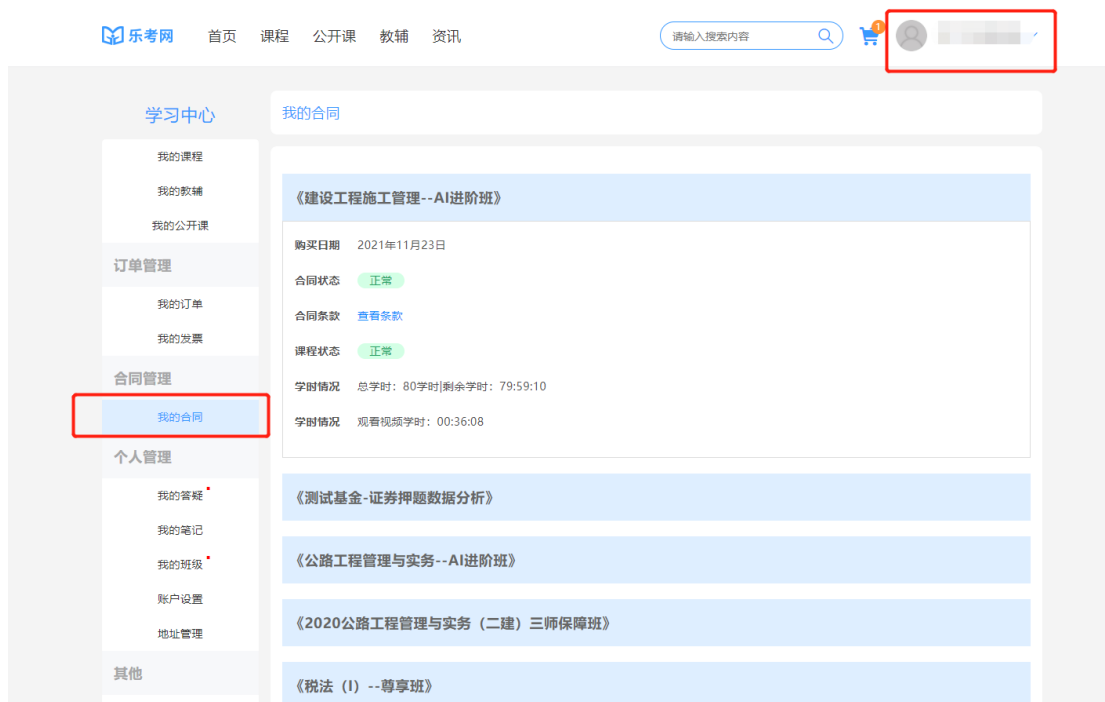 乐考网 首页 课程 公开课 教辅 资讯 请输入搜索内容 1
学习中心
我的课程
我的教辅
我的公开课
订单管理
我的订单
我的发票
合同管理
我的合同
个人管理
我的答疑
我的笔记
我的班级
账户设置
地址管理
其他
我的合同
《建设工程施工管理--AI进阶班》
购买日期 2021年11月23日
合同状态 正常
合同条款 查看条款
课程状态 正常
学时情况 总学时：80学时|剩余学时：79:59:10
学时情况 观看视频学时：00:36:08
《测试基金-证券押题数据分析》
《公路工程管理与实务--AI进阶班》
《2020公路工程管理与实务（二建）三师保障班》
《税法（I）--尊享班》